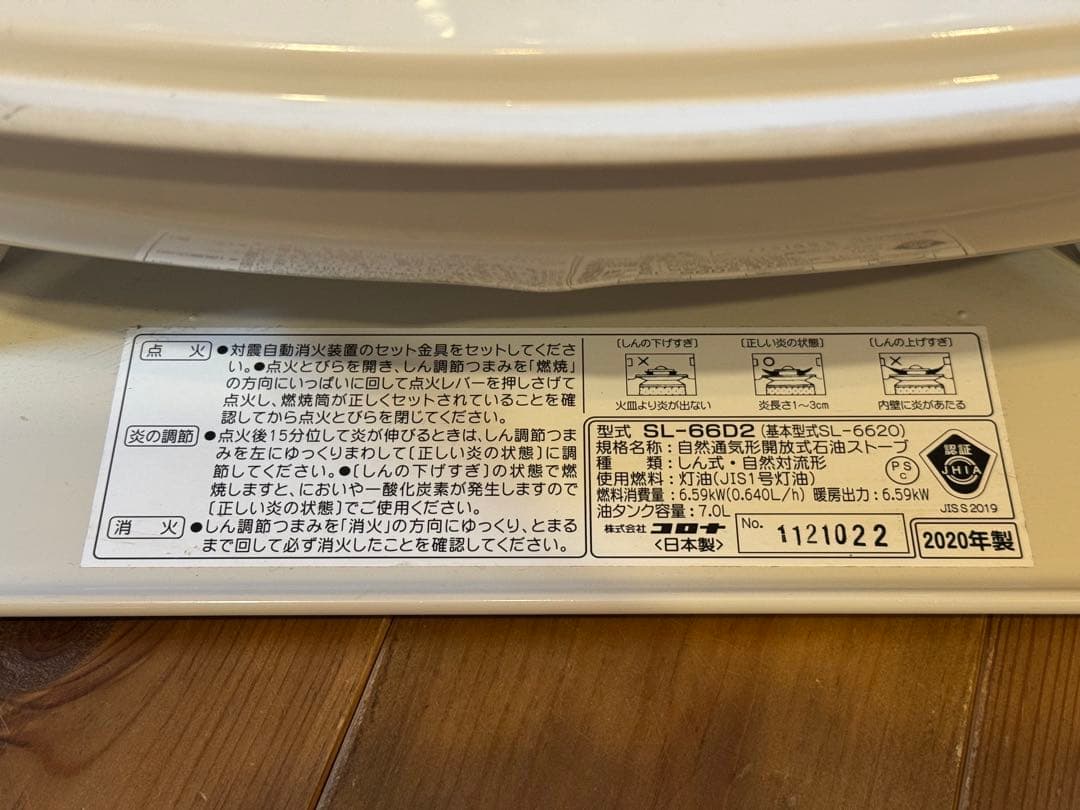 点 火
●対震自動消火装置のセット金具をセットしてくださ
い。●点火とびらを開き、しん調節つまみを「燃焼」
の方向にいっぱいに回して点火レバーを押しさげて
点火し、燃焼筒が正しくセットされていることを確
認してから点火とびらを閉じてください。
炎の調節
●点火後15分位して炎が伸びるときは、しん調節つま
みを左にゆっくりまわして〔正しい炎の状態〕に調
節してください。●〔しんの下げすぎ〕の状態で燃
焼しますと、においや一酸化炭素が発生しますので
〔正しい炎の状態〕でご使用ください。
消 火
●しん調節つまみを「消火」の方向にゆっくり、とまる
まで回して必ず消火したことを確認してください。
〔しんの下げすぎ〕 〔正しい炎の状態〕 〔しんの上げすぎ〕
火皿より炎が出ない 炎長さ1~3cm 内壁に炎があたる
型式 SL-66D2 (基本型式SL-6620)
規格名称:自然通気形開放式石油ストーブ
種 類:しん式・自然対流形
使用燃料:灯油(JIS1号灯油)
燃料消費量:6.59kW(0.640L/h) 暖房出力:6.59kW
油タンク容量:7.0L
PS
C
認証
JHIA
JISS2019
株式会社 コロナ
<日本製>
No. 1121022
2020年製